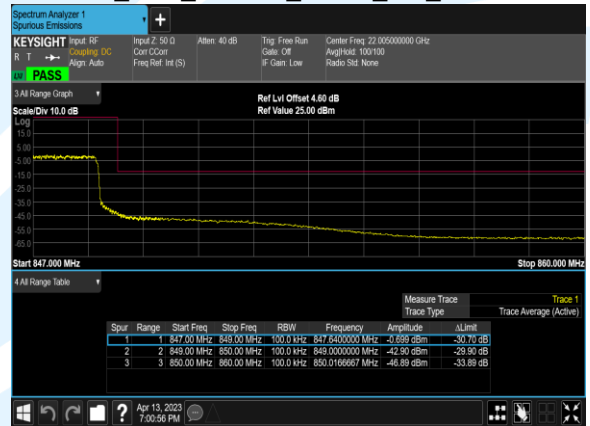 Spectrum Analyzer 1
Spurious Emissions
+
KEYSIGHT Input: RF Input Z: 50 Ω Atten: 40 dB Trig: Free Run Center Freq: 22.005000000 GHz
R T Coupling: DC Corr CCorr Gate: Off Avg|Hold: 100/100
Align: Auto Freq Ref: Int (S) IF Gain: Low Radio Std: None
PASS
3 All Range Graph
Ref Lvl Offset 4.60 dB
Scale/Div 10.0 dB Ref Value 25.00 dBm
Log
15.0
5.00
-5.00
-15.0
-25.0
-35.0
-45.0
-55.0
-65.0
Start 847.000 MHz Stop 860.000 MHz
4 All Range Table
Measure Trace Trace 1
Trace Type Trace Average (Active)
Spur Range Start Freq Stop Freq RBW Frequency Amplitude ΔLimit
1 1 847.00 MHz 849.00 MHz 100.0 kHz 847.6400000 MHz -0.699 dBm -30.70 dB
2 2 849.00 MHz 850.00 MHz 100.0 kHz 849.0000000 MHz -42.90 dBm -29.90 dB
3 3 850.00 MHz 860.00 MHz 100.0 kHz 850.0166667 MHz -46.89 dBm -33.89 dB
? Apr 13, 2023
7:00:56 PM